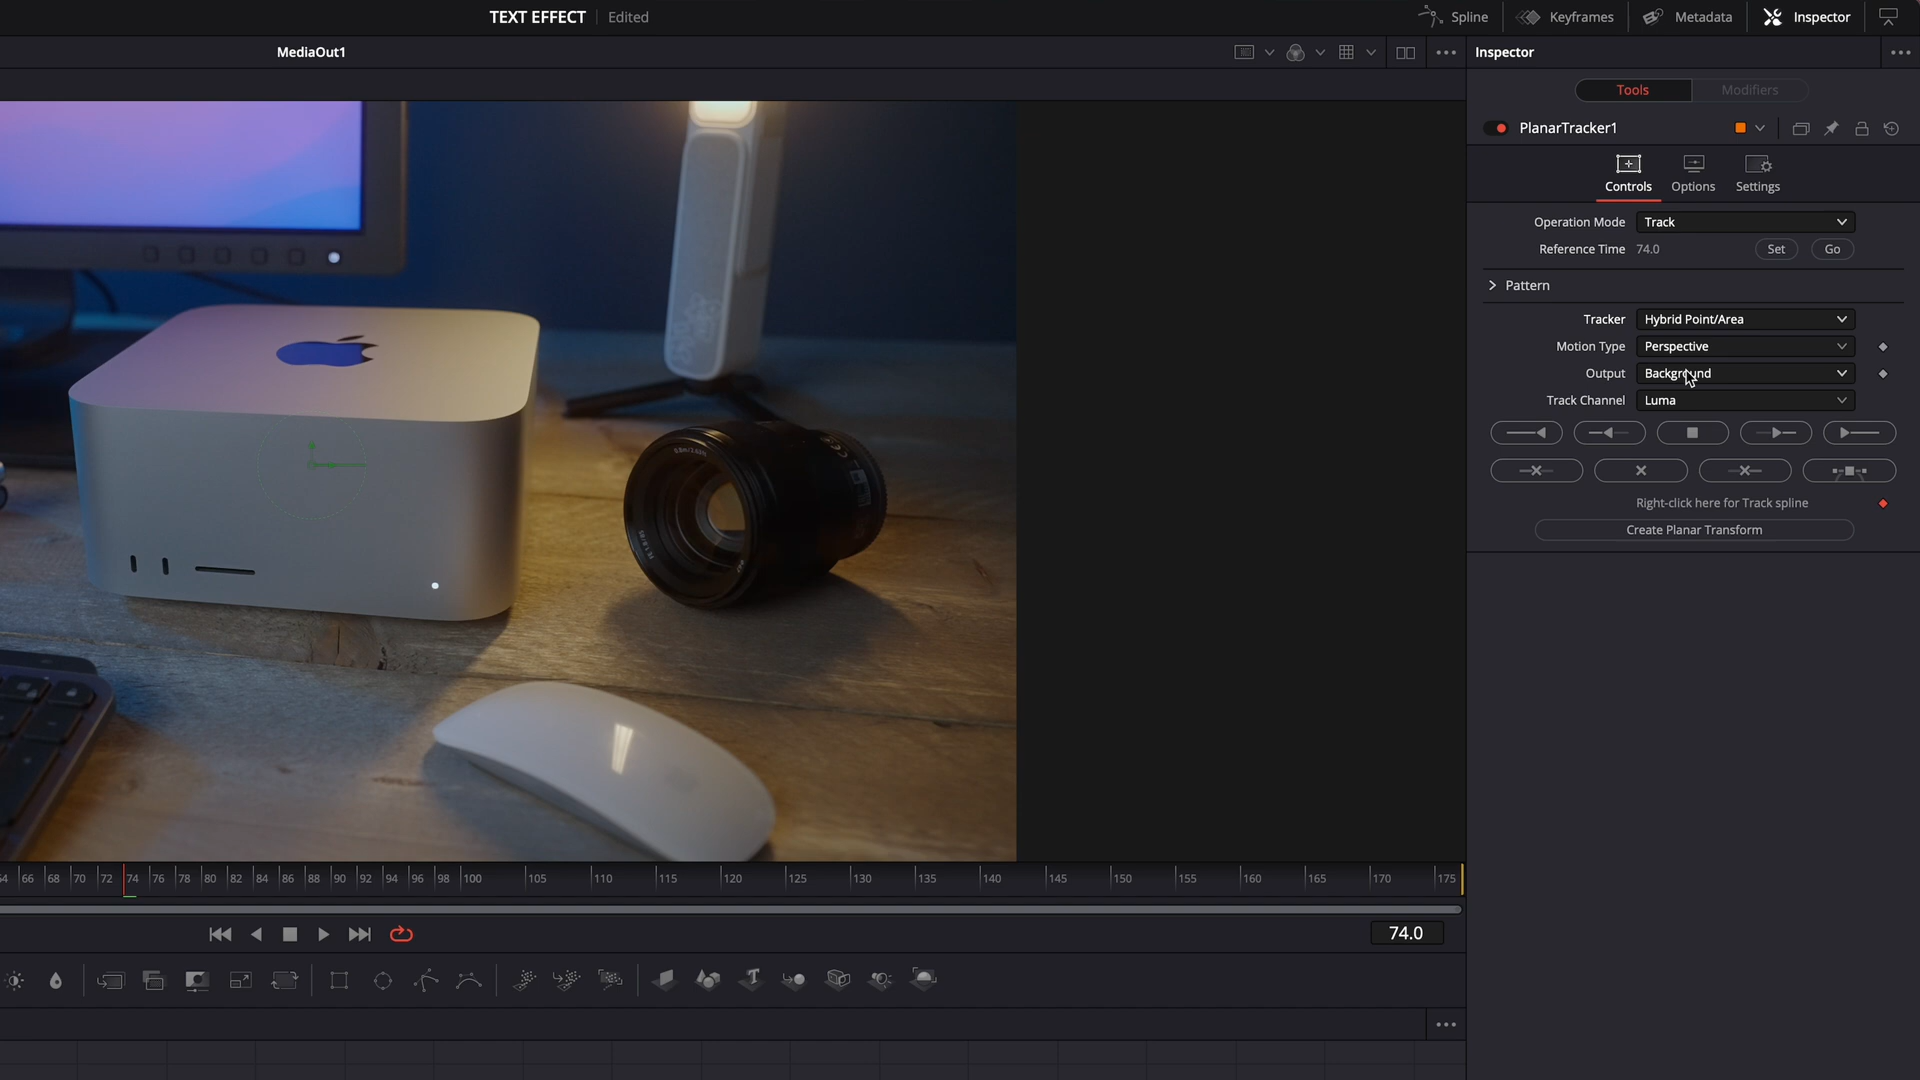 TEXT EFFECT
Edited
Spline
Keyframes
Metadata
Inspector
MediaOut1
Inspector
Tools
Modifiers
PlanarTracker1
Controls
Options
Settings
Operation Mode
Track
Reference Time
74.0
Set
Go
Pattern
Tracker
Hybrid Point/Area
Motion Type
Perspective
Output
Background
Track Channel
Luma
Right-click here for Track spline
Create Planar Transform
66 68 70 72 74 76 78 80 82 84 86 88 90 92 94 96 98 100 105 110 115 120 125 130 135 140 145 150 155 160 165 170 175
74.0